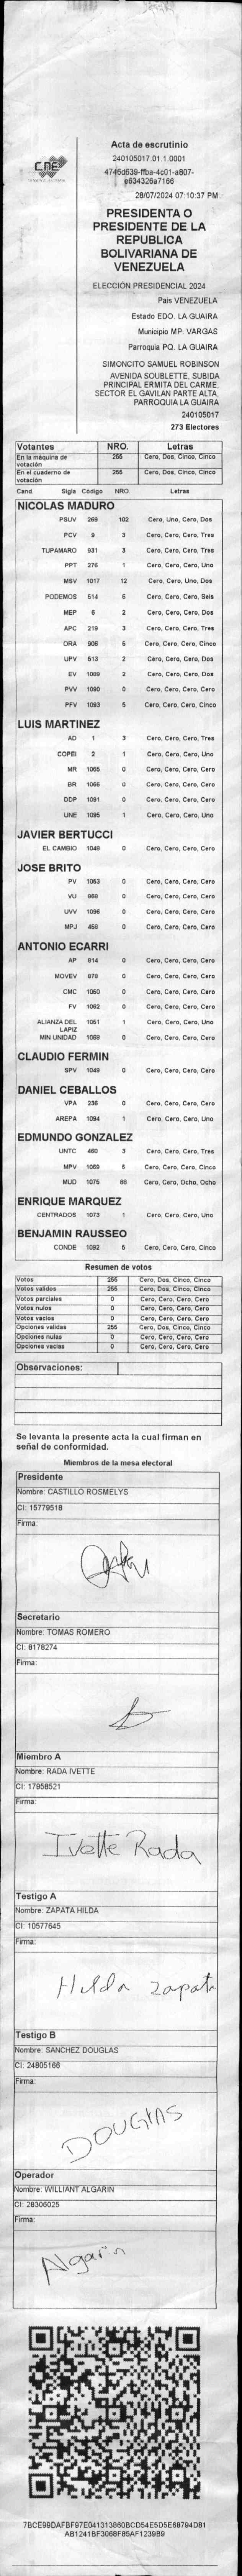 CNE
Acta de escrutinio
240105017.01.1.0001
4746d639-ffba-4c01-a807-
e634326a7166
28/07/2024 07:10:37 PM
PRESIDENTA O
PRESIDENTE DE LA
REPUBLICA
BOLIVARIANA DE
VENEZUELA
ELECCIÓN PRESIDENCIAL 2024
Pais VENEZUELA
Estado EDO. LA GUAIRA
Municipio MP. VARGAS
Parroquia PQ. LA GUAIRA
SIMONCITO SAMUEL ROBINSON
AVENIDA SOUBLETTE, SUBIDA
PRINCIPAL ERMITA DEL CARME,
SECTOR EL GAVILAN PARTE ALTA,
PARROQUIA LA GUAIRA
240105017
273 Electores
Votantes NRO. Letras
En la máquina de votación 255 Cero, Dos, Cinco, Cinco
En el cuaderno de votación 255 Cero, Dos, Cinco, Cinco
Cand. Sigla Código NRO. Letras
NICOLAS MADURO
PSUV 269 102 Cero, Uno, Cero, Dos
PCV 9 3 Cero, Cero, Cero, Tres
TUPAMARO 931 3 Cero, Cero, Cero, Tres
PPT 276 1 Cero, Cero, Cero, Uno
MSV 1017 12 Cero, Cero, Uno, Dos
PODEMOS 514 6 Cero, Cero, Cero, Seis
MEP 6 2 Cero, Cero, Cero, Dos
APC 219 3 Cero, Cero, Cero, Tres
ORA 906 5 Cero, Cero, Cero, Cinco
UPV 513 2 Cero, Cero, Cero, Dos
EV 1089 2 Cero, Cero, Cero, Dos
PVV 1090 0 Cero, Cero, Cero, Cero
PFV 1093 5 Cero, Cero, Cero, Cinco
LUIS MARTINEZ
AD 1 3 Cero, Cero, Cero, Tres
COPEI 2 1 Cero, Cero, Cero, Uno
MR 1065 0 Cero, Cero, Cero, Cero
BR 1066 0 Cero, Cero, Cero, Cero
DDP 1091 0 Cero, Cero, Cero, Cero
UNE 1095 1 Cero, Cero, Cero, Uno
JAVIER BERTUCCI
EL CAMBIO 1048 0 Cero, Cero, Cero, Cero
JOSE BRITO
PV 1053 0 Cero, Cero, Cero, Cero
VU 868 0 Cero, Cero, Cero, Cero
UVV 1096 0 Cero, Cero, Cero, Cero
MPJ 458 0 Cero, Cero, Cero, Cero
ANTONIO ECARRI
AP 914 0 Cero, Cero, Cero, Cero
MOVEV 979 0 Cero, Cero, Cero, Cero
CMC 1050 0 Cero, Cero, Cero, Cero
FV 1062 0 Cero, Cero, Cero, Cero
ALIANZA DEL LAPIZ 1051 1 Cero, Cero, Cero, Uno
MIN UNIDAD 1069 0 Cero, Cero, Cero, Cero
CLAUDIO FERMIN
SPV 1049 0 Cero, Cero, Cero, Cero
DANIEL CEBALLOS
VPA 236 0 Cero, Cero, Cero, Cero
AREPA 1094 1 Cero, Cero, Cero, Uno
EDMUNDO GONZALEZ
UNTC 460 3 Cero, Cero, Cero, Tres
MPV 1069 5 Cero, Cero, Cero, Cinco
MUD 1075 88 Cero, Cero, Ocho, Ocho
ENRIQUE MARQUEZ
CENTRADOS 1073 1 Cero, Cero, Cero, Uno
BENJAMIN RAUSSEO
CONDE 1092 5 Cero, Cero, Cero, Cinco
Resumen de votos
Votos 255 Cero, Dos, Cinco, Cinco
Votos validos 255 Cero, Dos, Cinco, Cinco
Votos parciales 0 Cero, Cero, Cero, Cero
Votos nulos 0 Cero, Cero, Cero, Cero
Votos vacios 0 Cero, Cero, Cero, Cero
Opciones validas 255 Cero, Dos, Cinco, Cinco
Opciones nulas 0 Cero, Cero, Cero, Cero
Opciones vacias 0 Cero, Cero, Cero, Cero
Observaciones:
Se levanta la presente acta la cual firman en
señal de conformidad.
Miembros de la mesa electoral
Presidente
Nombre: CASTILLO ROSMELYS
CI: 15779518
Firma:
Secretario
Nombre: TOMAS ROMERO
CI: 8178274
Firma:
Miembro A
Nombre: RADA IVETTE
CI: 17958521
Firma:
Ivette Rada
Testigo A
Nombre: ZAPATA HILDA
CI: 10577645
Firma:
Hilda zapata
Testigo B
Nombre: SANCHEZ DOUGLAS
CI: 24805166
Firma:
DOUGlAS
Operador
Nombre: WILLIANT ALGARIN
CI: 28306025
Firma:
Algarin
7BCE99DAFBF97E041313860BCD54E5D5E68794D81
AB1241BF3068F85AF1239B9